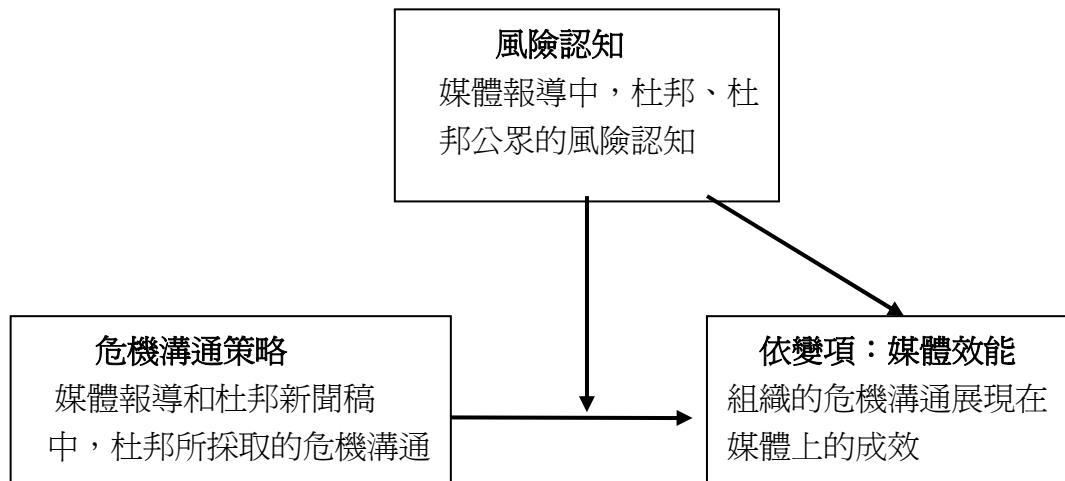 風險認知
媒體報導中，杜邦、杜
邦公眾的風險認知
危機溝通策略
媒體報導和杜邦新聞稿
中，杜邦所採取的危機溝通
依變項：媒體效能
組織的危機溝通展現在
媒體上的成效